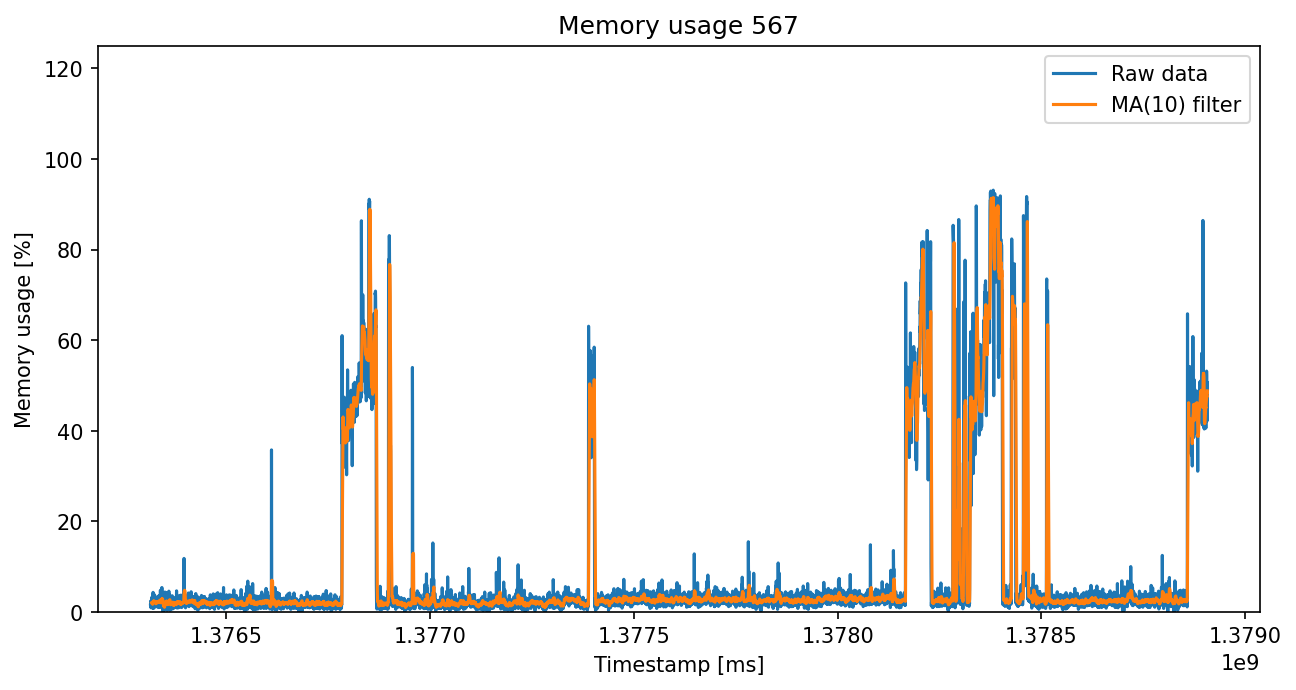 Memory usage 567
Raw data
MA(10) filter
Memory usage [%]
120
100
80
60
40
20
0
1.3765
1.3770
1.3775
1.3780
1.3785
1.3790
1e9
Timestamp [ms]